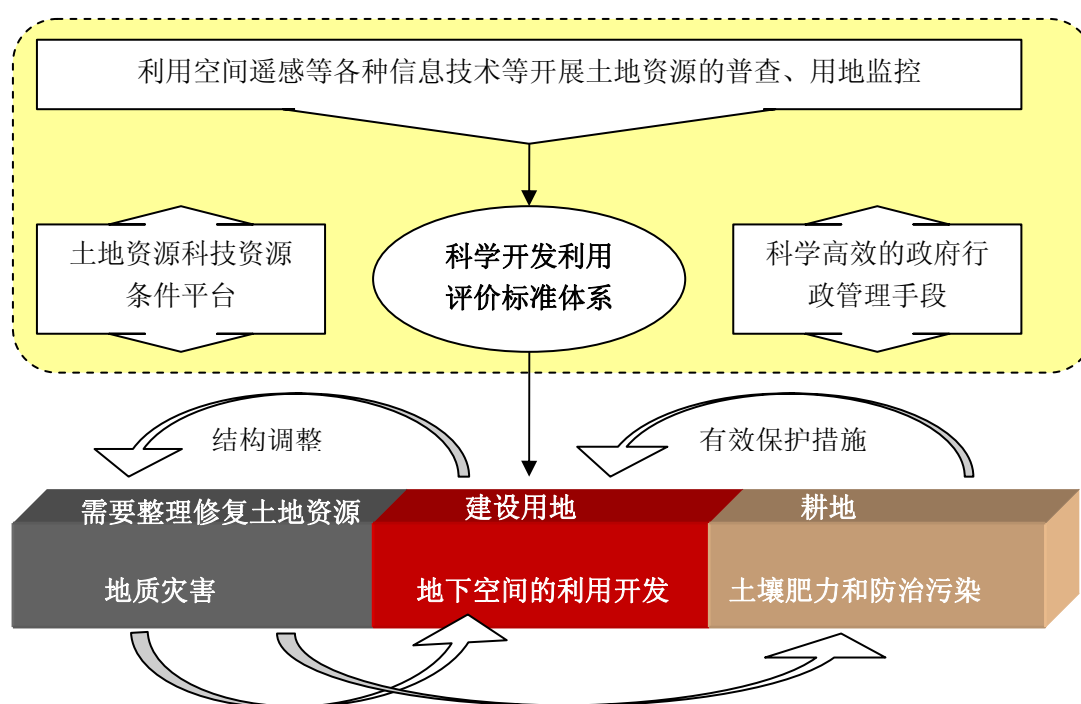 利用空间遥感等各种信息技术等开展土地资源的普查、用地监控
土地资源科技资源
条件平台
科学开发利用
评价标准体系
科学高效的政府行
政管理手段
结构调整
有效保护措施
需要整理修复土地资源
建设用地
耕地
地质灾害
地下空间的利用开发
土壤肥力和防治污染